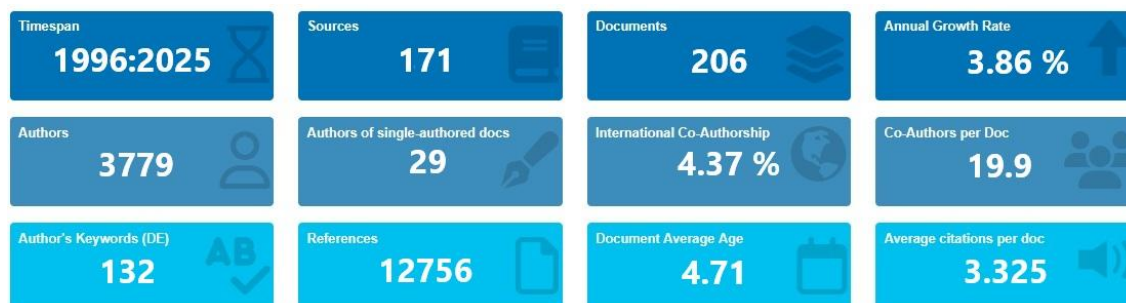 Timespan
1996:2025
Sources
171
Documents
206
Annual Growth Rate
3.86 %
Authors
3779
Authors of single-authored docs
29
International Co-Authorship
4.37 %
Co-Authors per Doc
19.9
Author's Keywords (DE)
132
AB
References
12756
Document Average Age
4.71
Average citations per doc
3.325